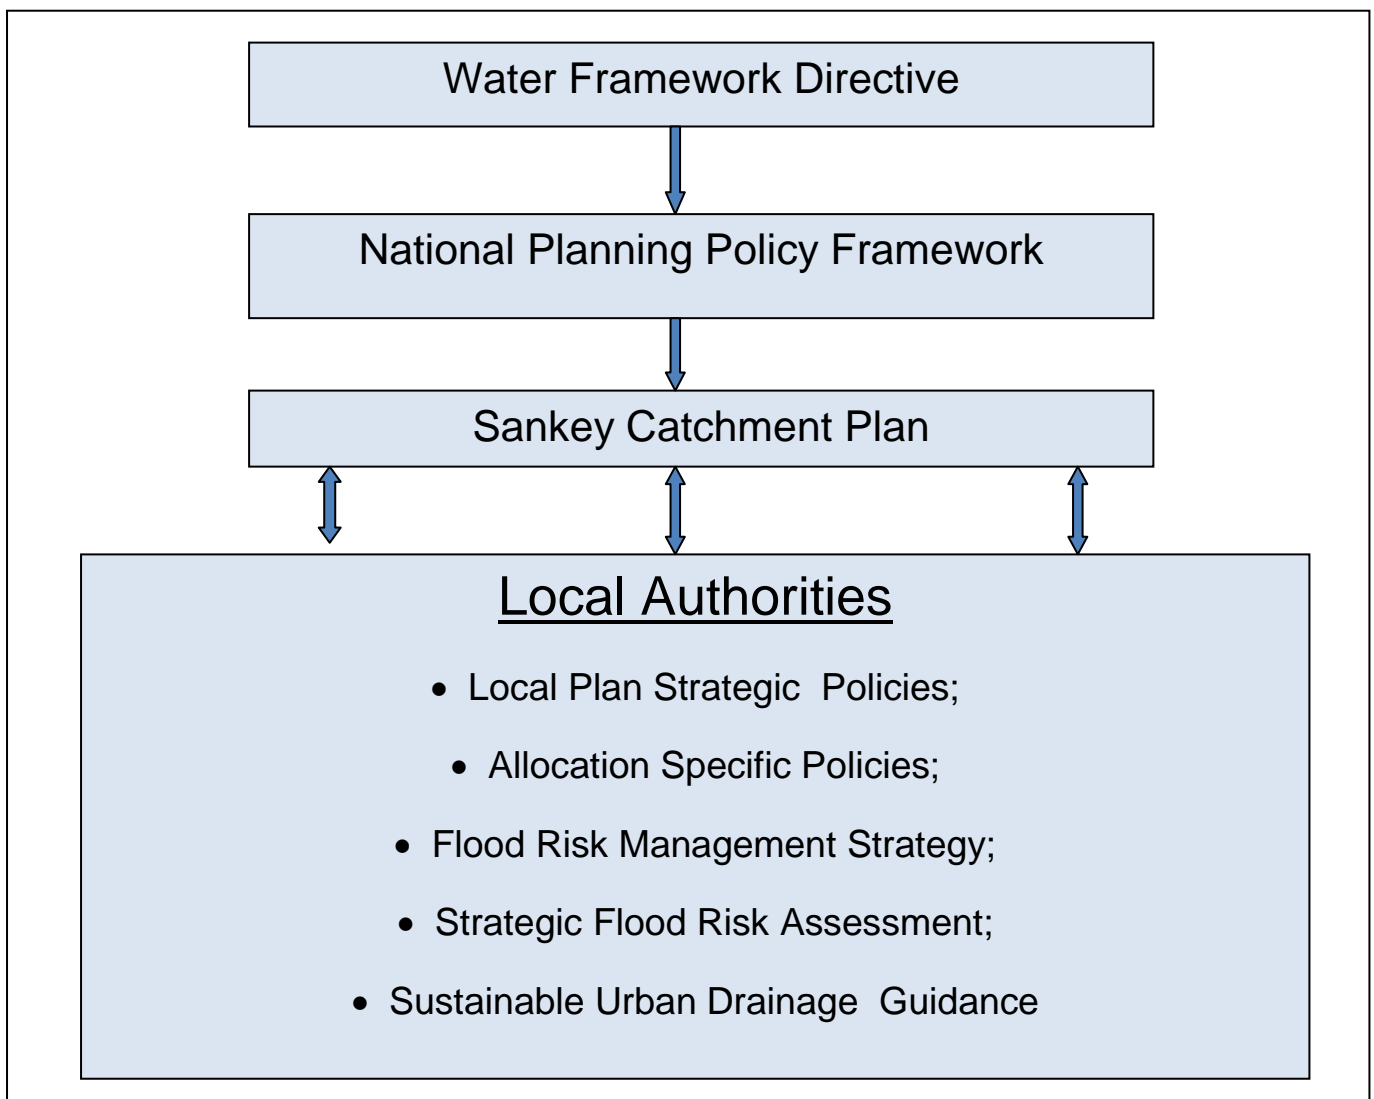 Water Framework Directive
National Planning Policy Framework
Sankey Catchment Plan
Local Authorities
• Local Plan Strategic  Policies;
• Allocation Specific Policies;
• Flood Risk Management Strategy;
• Strategic Flood Risk Assessment;
• Sustainable Urban Drainage  Guidance